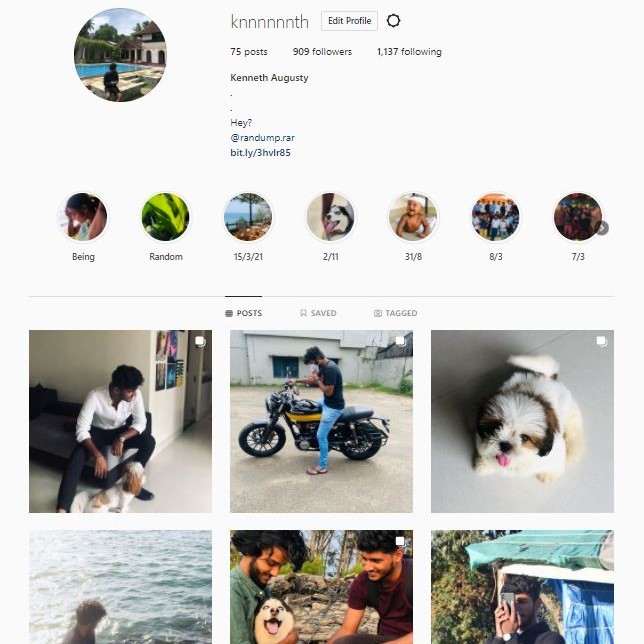 knnnnnnth Edit Profile
75 posts 909 followers 1,137 following
Kenneth Augusty
.
.
Hey?
@randump.rar
bit.ly/3hvlr85
Being Random 15/3/21 2/11 31/8 8/3 7/3
POSTS SAVED TAGGED